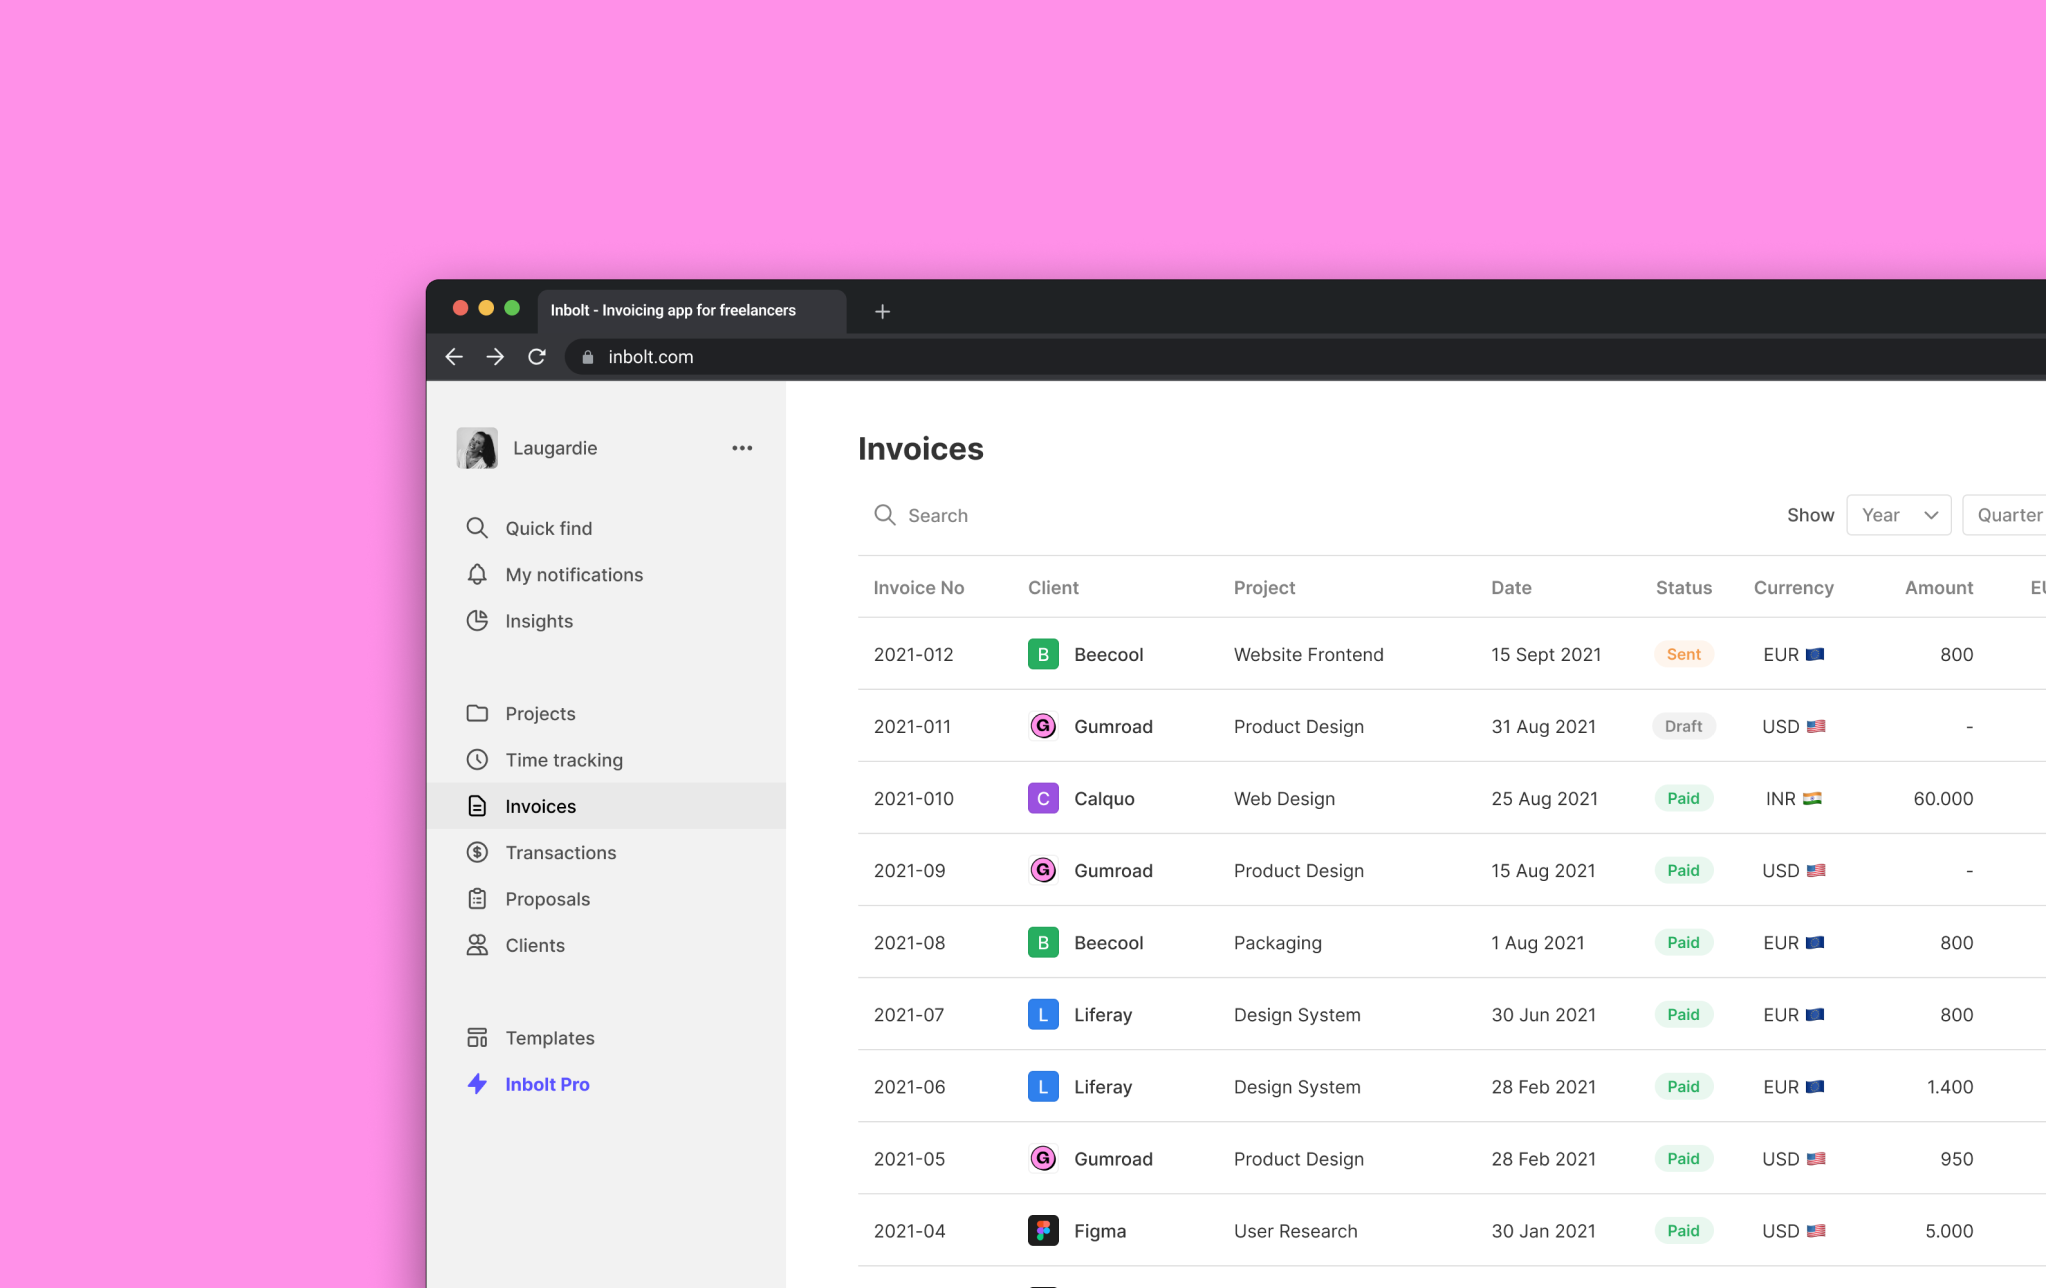 Inbolt - Invoicing app for freelancers
inbolt.com
Laugardie
Quick find
My notifications
Insights
Projects
Time tracking
Invoices
Transactions
Proposals
Clients
Templates
Inbolt Pro
Invoices
Search Show Year Quarter
Invoice No Client Project Date Status Currency Amount
2021-012 B Beecool Website Frontend 15 Sept 2021 Sent EUR 800
2021-011 G Gumroad Product Design 31 Aug 2021 Draft USD -
2021-010 C Calquo Web Design 25 Aug 2021 Paid INR 60.000
2021-09 G Gumroad Product Design 15 Aug 2021 Paid USD -
2021-08 B Beecool Packaging 1 Aug 2021 Paid EUR 800
2021-07 L Liferay Design System 30 Jun 2021 Paid EUR 800
2021-06 L Liferay Design System 28 Feb 2021 Paid EUR 1.400
2021-05 G Gumroad Product Design 28 Feb 2021 Paid USD 950
2021-04 Figma User Research 30 Jan 2021 Paid USD 5.000